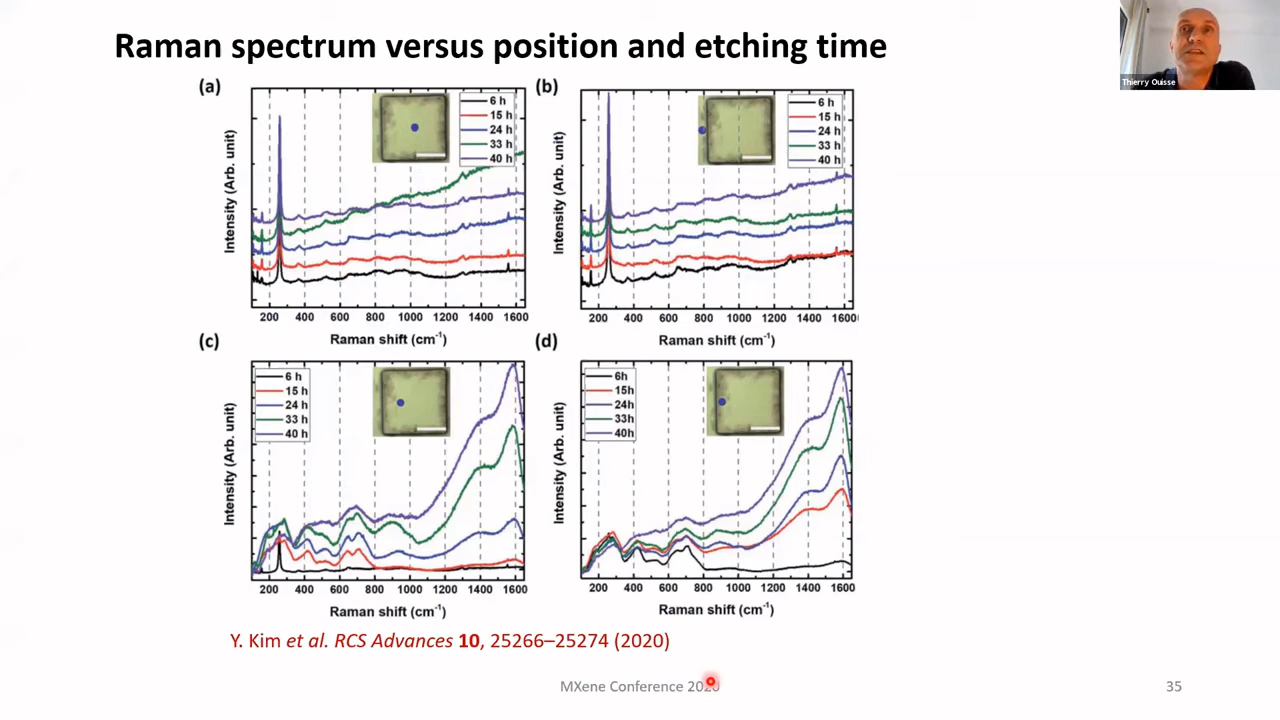 Raman spectrum versus position and etching time
Thierry Ouisse
(a)
6 h
15 h
24 h
33 h
40 h
Intensity (Arb. unit)
200 400 600 800 1000 1200 1400 1600
Raman shift (cm-1)
(b)
6 h
15 h
24 h
33 h
40 h
Intensity (Arb. unit)
200 400 600 800 1000 1200 1400 1600
Raman shift (cm-1)
(c)
6 h
15 h
24 h
33 h
40 h
Intensity (Arb. unit)
200 400 600 800 1000 1200 1400 1600
Raman shift (cm-1)
(d)
6h
15h
24h
33h
40h
Intensity (Arb. unit)
200 400 600 800 1000 1200 1400 1600
Raman shift (cm-1)
Y. Kim et al. RCS Advances 10, 25266–25274 (2020)
MXene Conference 2020
35